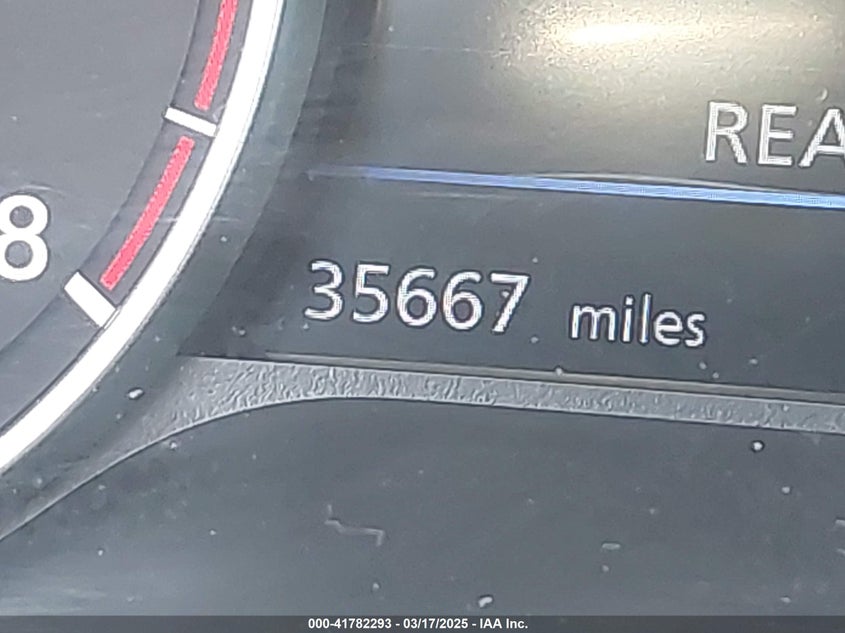 REA
8
35667 miles
000-41782293 - 03/17/2025 - IAA Inc.